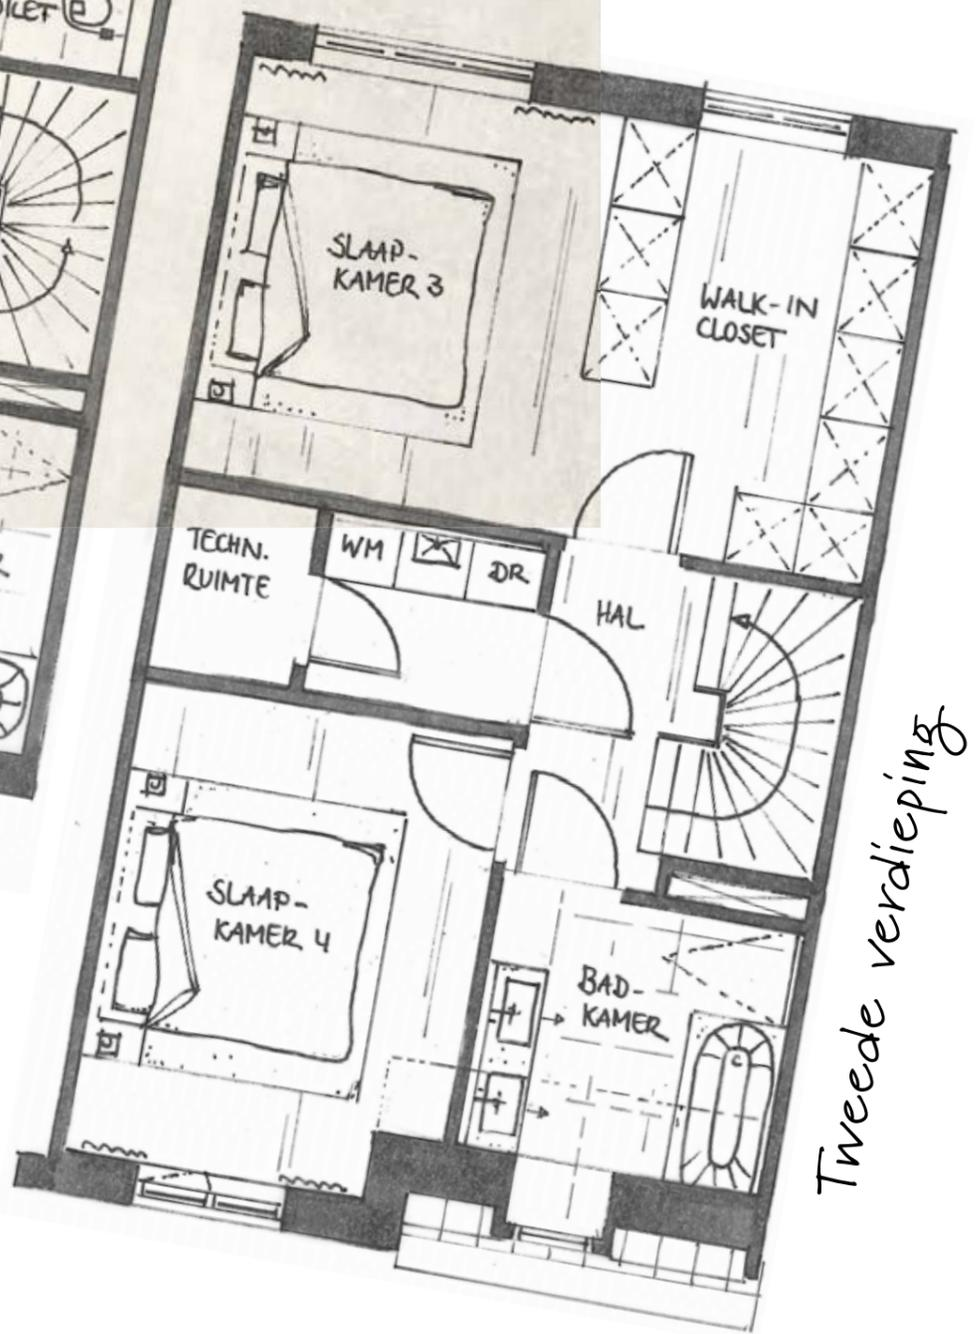 SLAAP-
KAMER 3
WALK-IN
CLOSET
TECHN.
RUIMTE
WM
DR
HAL
SLAAP-
KAMER 4
BAD-
KAMER
Tweede verdieping